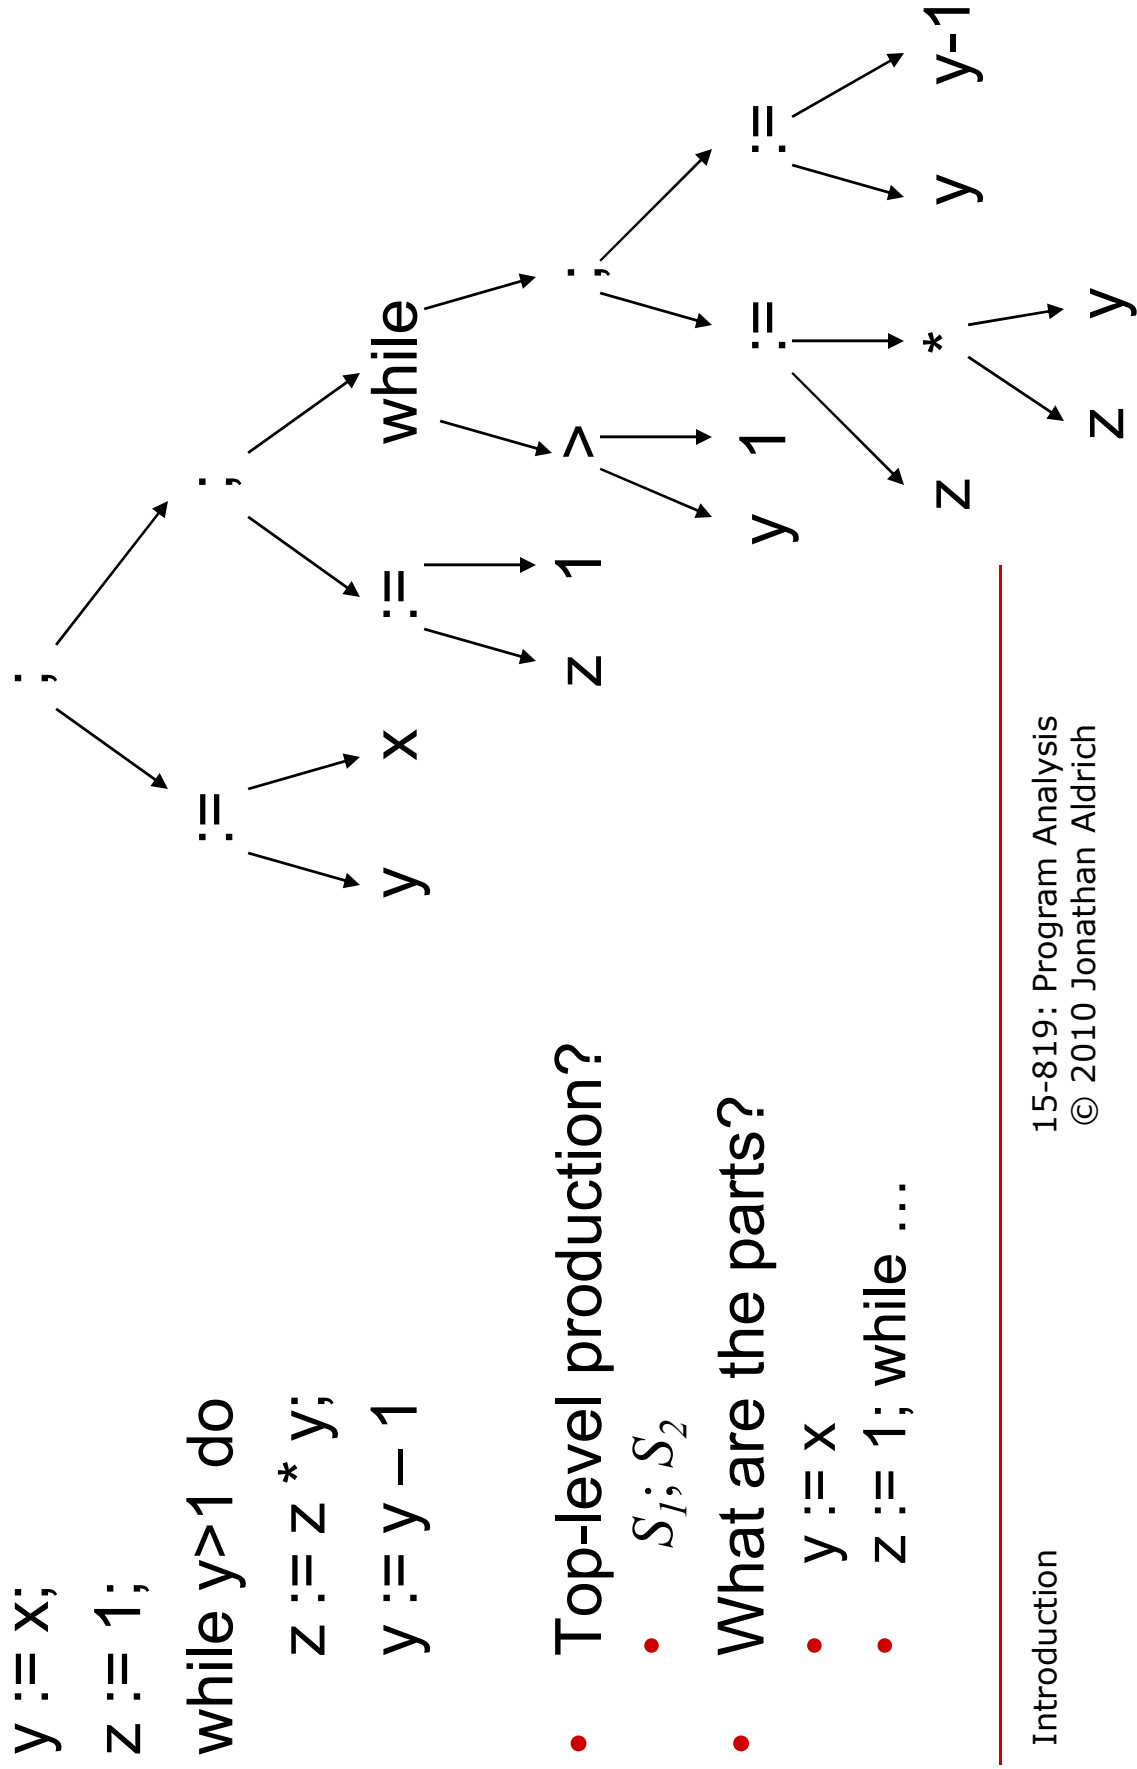 y := x;
z := 1;
while y>1 do
z := z * y;
y := y – 1
• Top-level production?
• S1; S2
• What are the parts?
• y := x
• z := 1; while …
;
:= ;
y x := while
z 1 > ;
y 1 := :=
z * y y-1
z y
Introduction
15-819: Program Analysis
© 2010 Jonathan Aldrich